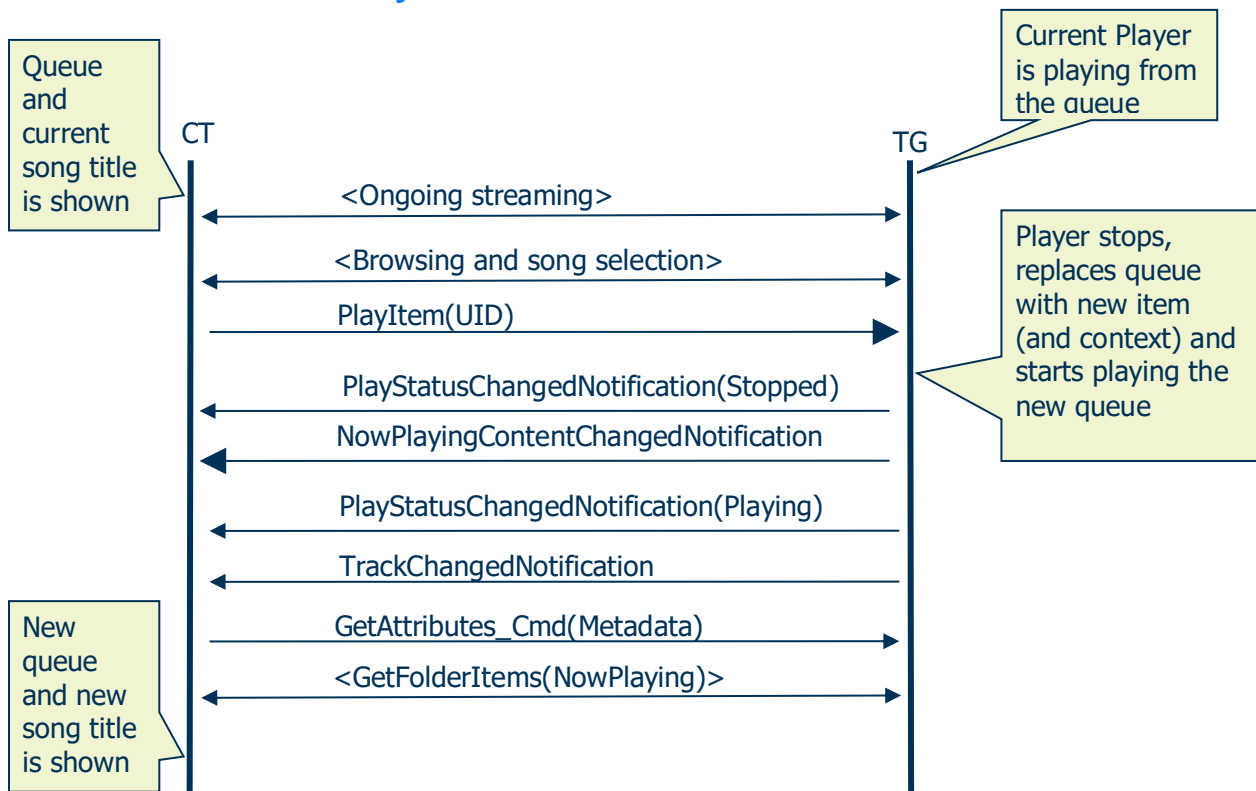 Current Player
is playing from
the queue
Queue
and
current
song title
is shown
CT
TG
<Ongoing streaming>
<Browsing and song selection>
PlayItem(UID)
Player stops,
replaces queue
with new item
(and context) and
starts playing the
new queue
PlayStatusChangedNotification(Stopped)
NowPlayingContentChangedNotification
PlayStatusChangedNotification(Playing)
TrackChangedNotification
GetAttributes_Cmd(Metadata)
<GetFolderItems(NowPlaying)>
New
queue
and new
song title
is shown